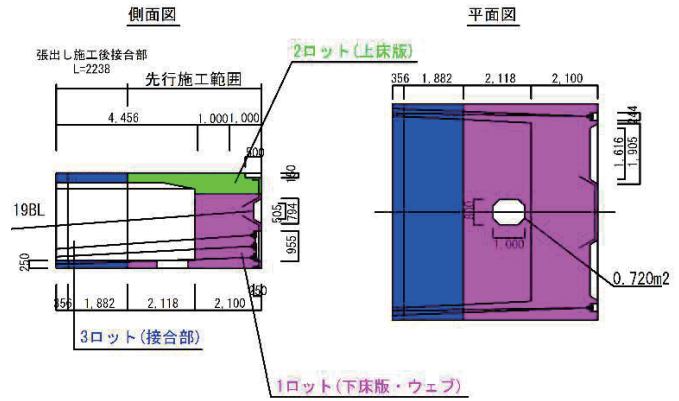 側面図
平面図
張出し施工後接合部
L=2238
先行施工範囲
2ロット(上床版)
4,456
1,000
1,000
500
19BL
505
794
955
250
250
356
1,882
2,118
2,100
3ロット(接合部)
1ロット(下床版・ウェブ)
356
1,882
2,118
2,100
244
1,616
1,905
800
1,000
0.720m2